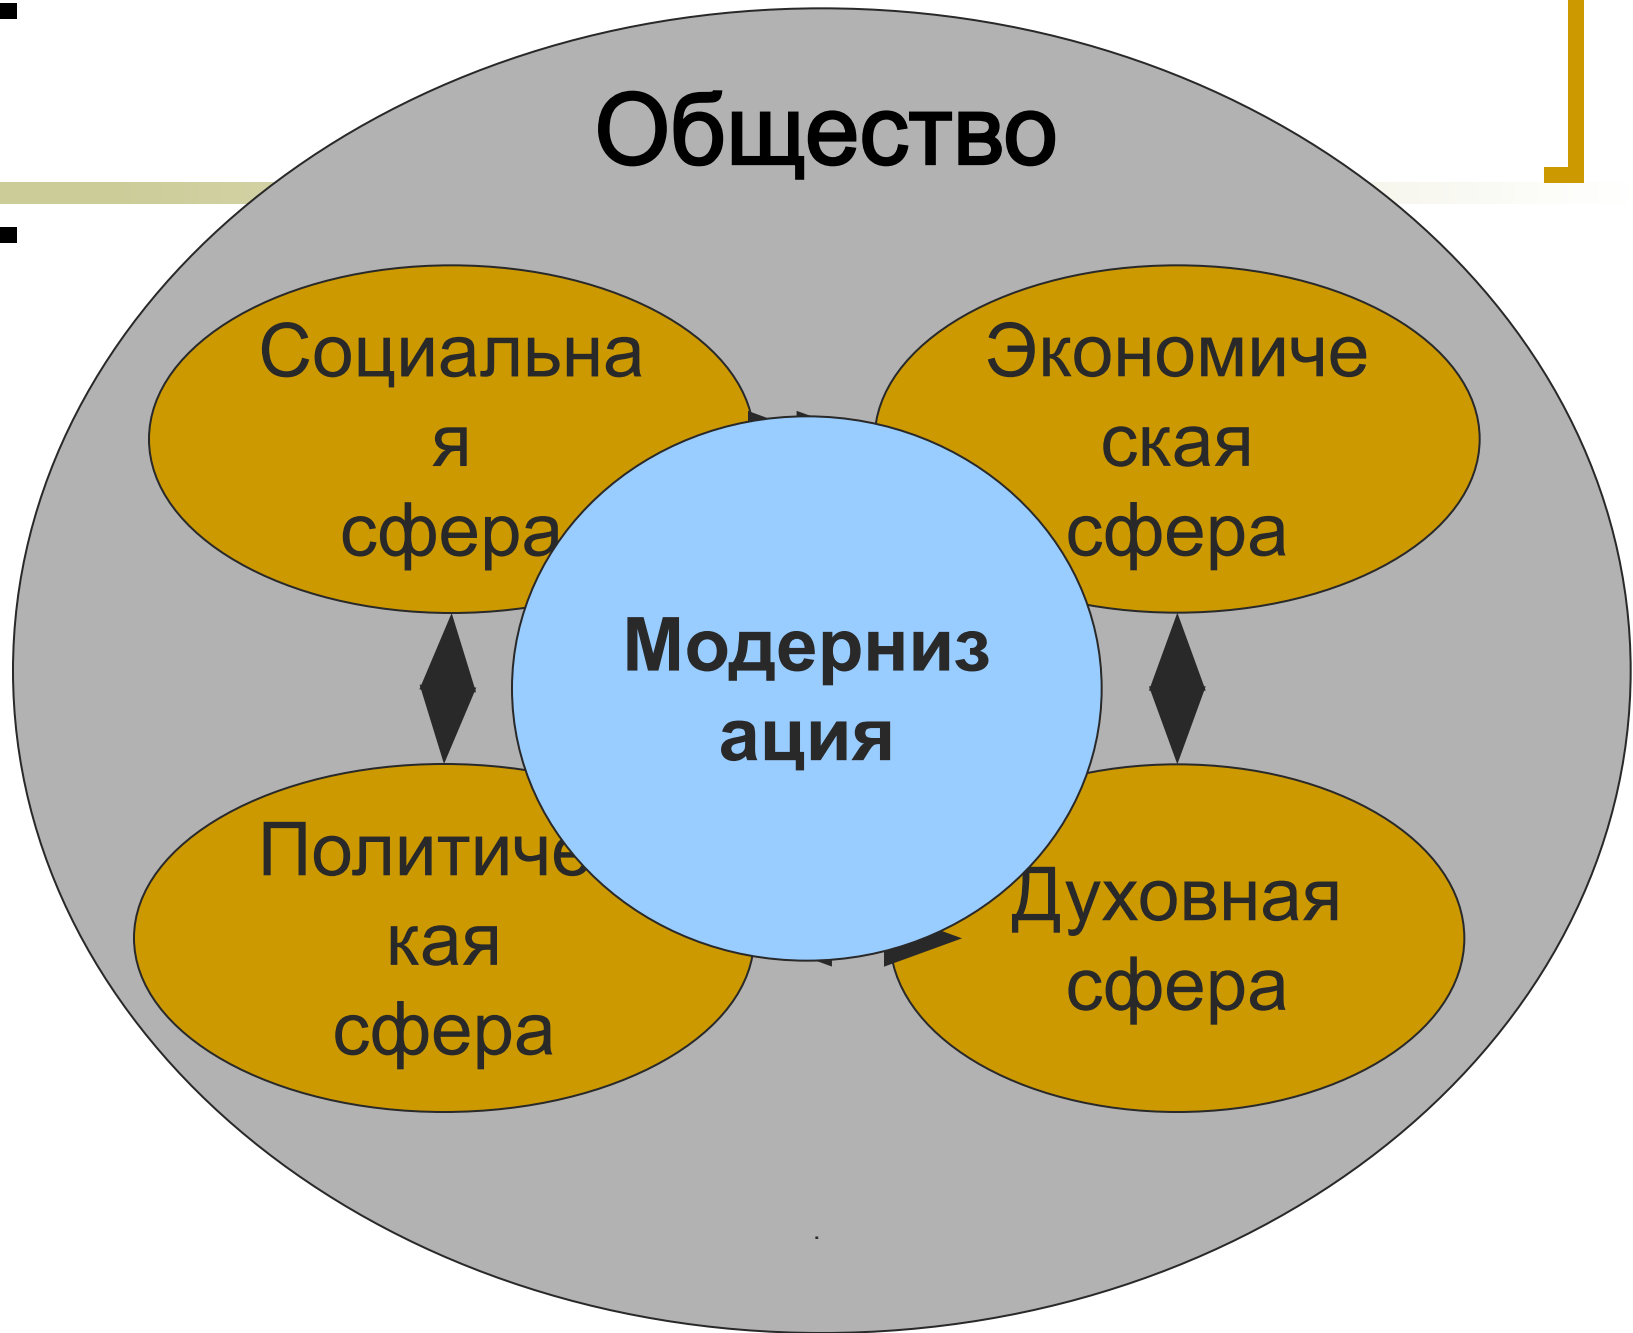 Общество
Социальна
я
сфера
Экономиче
ская
сфера
Модерниз
ация
Политиче
кая
сфера
Духовная
сфера